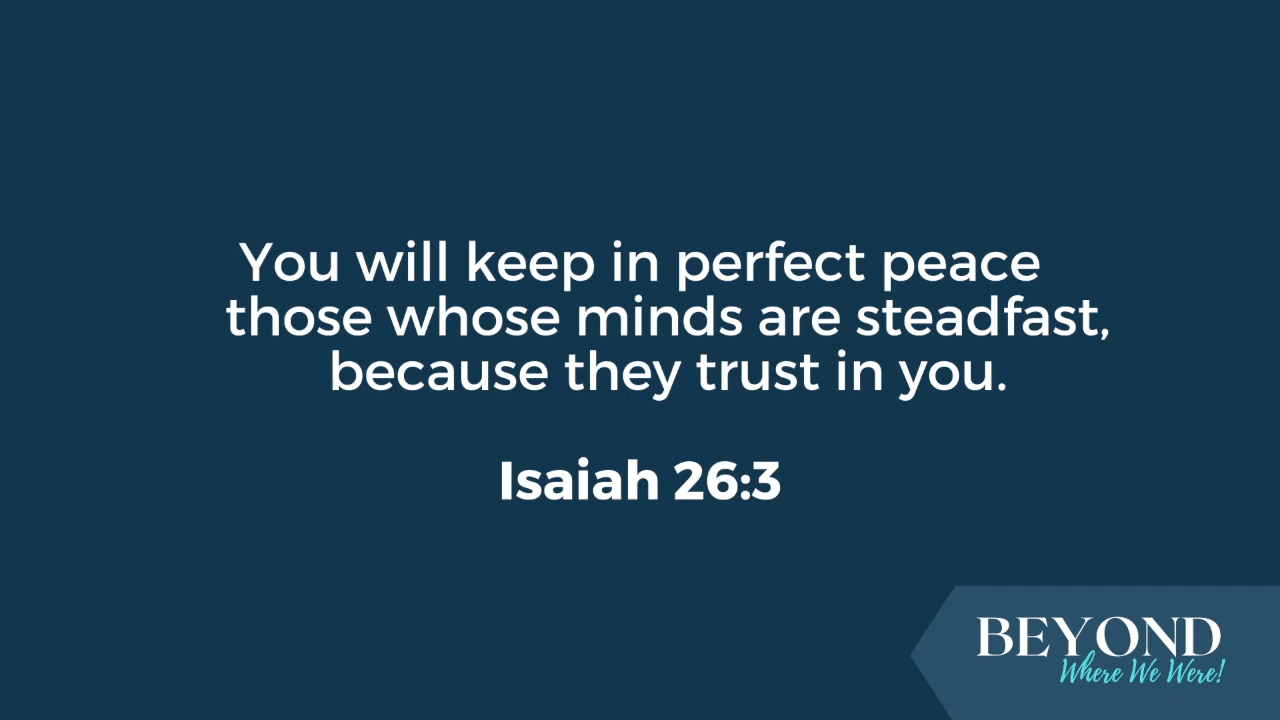 You will keep in perfect peace
those whose minds are steadfast,
because they trust in you.
Isaiah 26:3
BEYOND
Where We Were!